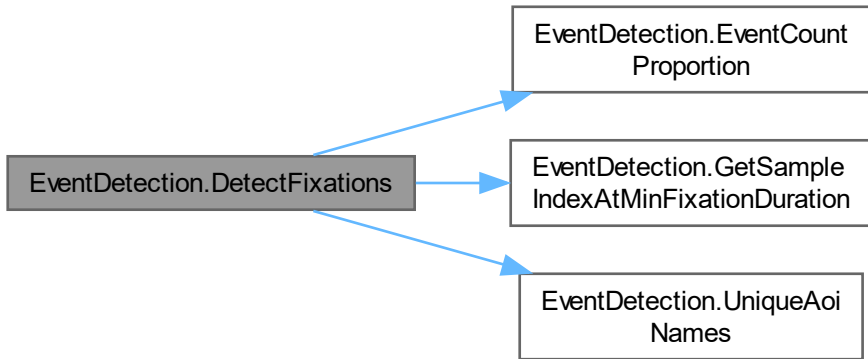 EventDetection.EventCount
Proportion
EventDetection.DetectFixations
EventDetection.GetSample
IndexAtMinFixationDuration
EventDetection.UniqueAoi
Names